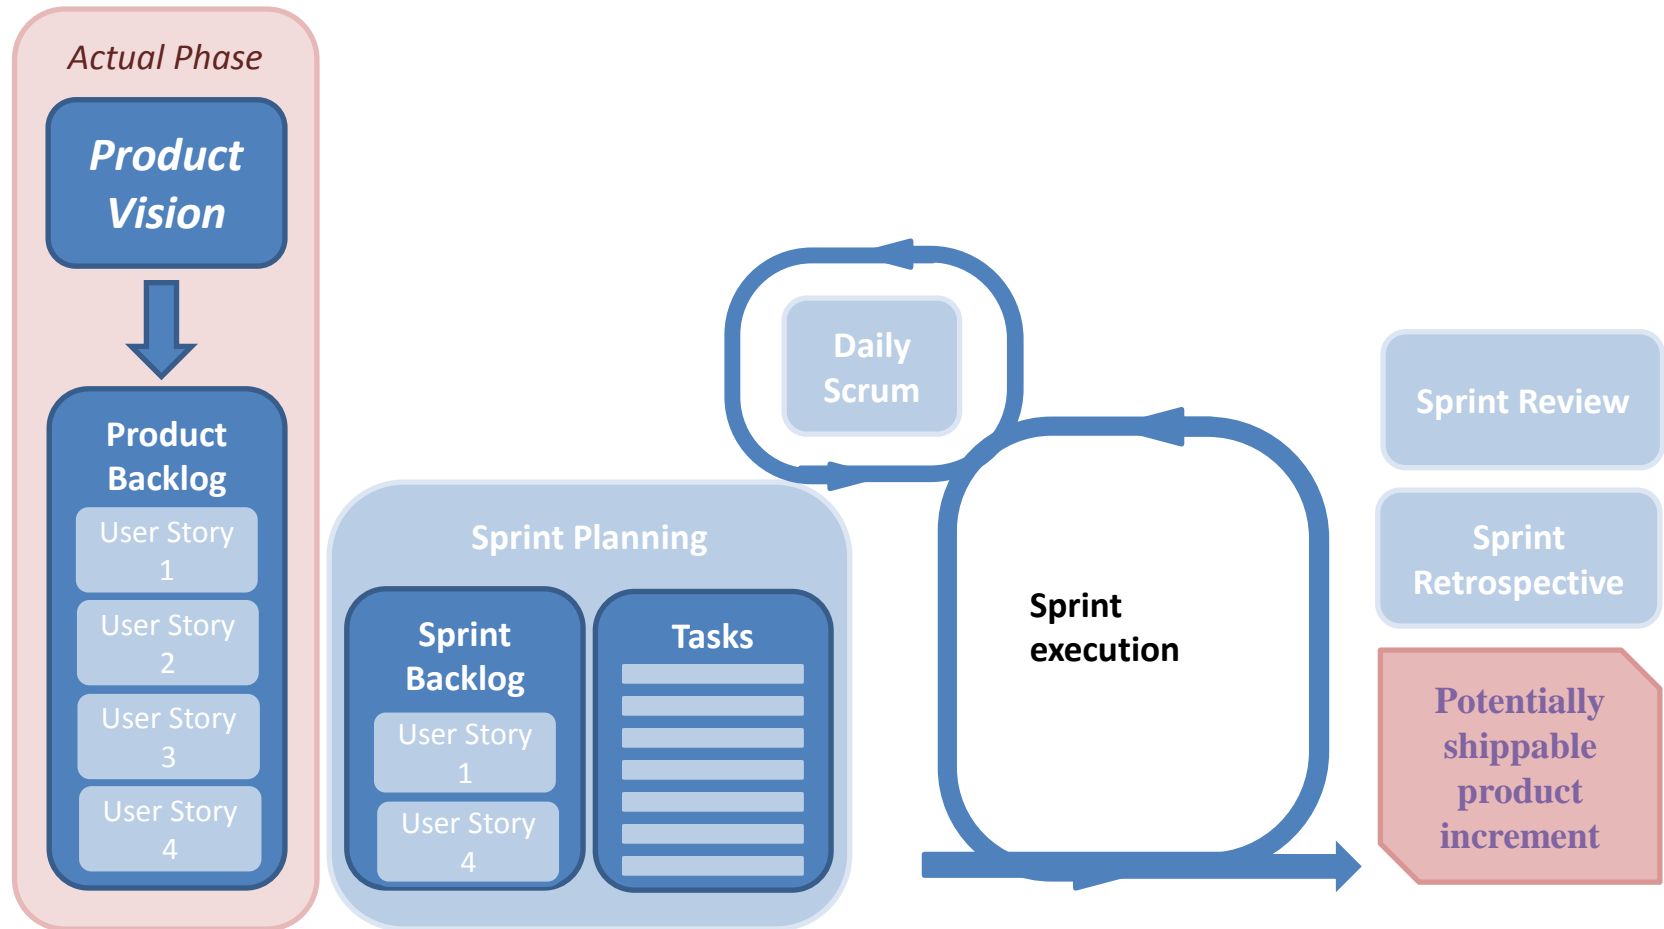 Actual Phase
Product
Vision
Product
Backlog
User Story
1
User Story
2
User Story
3
User Story
4
Sprint Planning
Sprint
Backlog
User Story
1
User Story
4
Tasks
Daily
Scrum
Sprint
execution
Sprint Review
Sprint
Retrospective
Potentially
shippable
product
increment